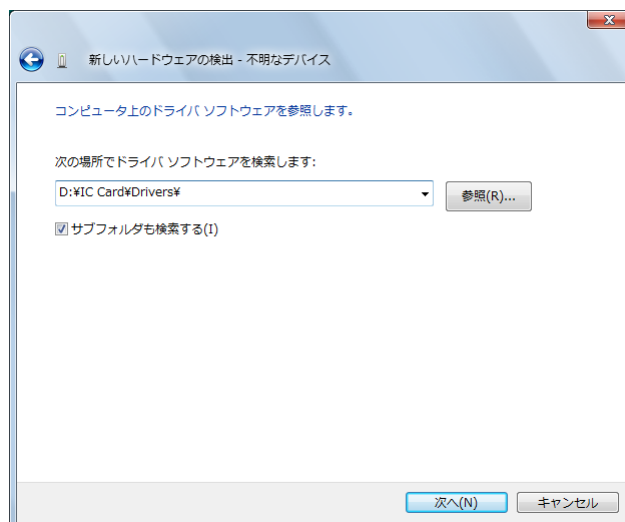 新しいハードウェアの検出 - 不明なデバイス
コンピュータ上のドライバ ソフトウェアを参照します。
次の場所でドライバ ソフトウェアを検索します:
D:¥IC Card¥Drivers¥
参照(R)...
サブフォルダも検索する(I)
次へ(N)
キャンセル